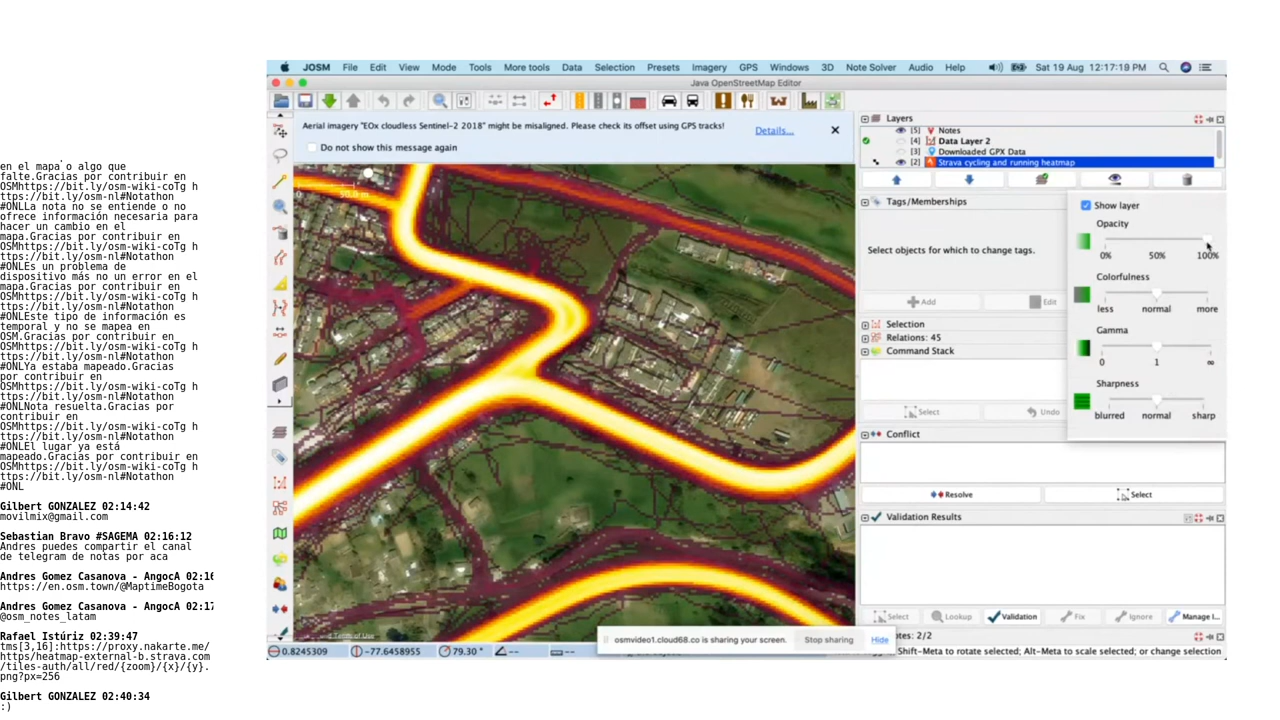 en el mapa o algo que
falte.Gracias por contribuir en
OSMhttps://bit.ly/osm-wiki-coTg h
ttps://bit.ly/osm-nl#Notathon
#ONLLa nota no se entiende o no
ofrece información necesaria para
hacer un cambio en el
mapa.Gracias por contribuir en
OSMhttps://bit.ly/osm-wiki-coTg h
ttps://bit.ly/osm-nl#Notathon
#ONLEs un problema de
dispositivo más no un error en el
mapa.Gracias por contribuir en
OSMhttps://bit.ly/osm-wiki-coTg h
ttps://bit.ly/osm-nl#Notathon
#ONLEste tipo de información es
temporal y no se mapea en
OSM.Gracias por contribuir en
OSMhttps://bit.ly/osm-wiki-coTg h
ttps://bit.ly/osm-nl#Notathon
#ONLYa estaba mapeado.Gracias
por contribuir en
OSMhttps://bit.ly/osm-wiki-coTg h
ttps://bit.ly/osm-nl#Notathon
#ONLNota resuelta.Gracias por
contribuir en
OSMhttps://bit.ly/osm-wiki-coTg h
ttps://bit.ly/osm-nl#Notathon
#ONLEl lugar ya está
mapeado.Gracias por contribuir en
OSMhttps://bit.ly/osm-wiki-coTg h
ttps://bit.ly/osm-nl#Notathon
#ONL
Gilbert GONZALEZ 02:14:42
movilmix@gmail.com
Sebastian Bravo #SAGEMA 02:16:12
Andres puedes compartir el canal
de telegram de notas por aca
Andres Gomez Casanova - AngocA 02:16
https://en.osm.town/@MaptimeBogota
Andres Gomez Casanova - AngocA 02:17
@osm_notes_latam
Rafael Istúriz 02:39:47
tms[3,16]:https://proxy.nakarte.me/
https/heatmap-external-b.strava.com
/tiles-auth/all/red/{zoom}/{x}/{y}.
png?px=256
Gilbert GONZALEZ 02:40:34
:)
JOSM File Edit View Mode Tools More tools Data Selection Presets Imagery GPS Windows 3D Note Solver Audio Help Sat 19 Aug 12:17:19 PM
Java OpenStreetMap Editor
Aerial imagery "EOx cloudless Sentinel-2 2018" might be misaligned. Please check its offset using GPS tracks! Details...
Do not show this message again
0 50.0 m
Terms of Use
Layers
[5] Notes
[4] Data Layer 2
[3] Downloaded GPX Data
[2] Strava cycling and running heatmap
Tags/Memberships
Select objects for which to change tags.
Add Edit
Show layer
Opacity
0% 50% 100%
Colorfulness
less normal more
Gamma
0 1 ∞
Sharpness
blurred normal sharp
Selection
Relations: 45
Command Stack
Select Undo
Conflict
Resolve Select
Validation Results
Select Lookup Validation Fix Ignore Manage I...
otes: 2/2
osmvideo1.cloud68.co is sharing your screen. Stop sharing Hide
0.8245309 -77.6458955 79.30 ° -- --
Shift-Meta to rotate selected; Alt-Meta to scale selected; or change selection